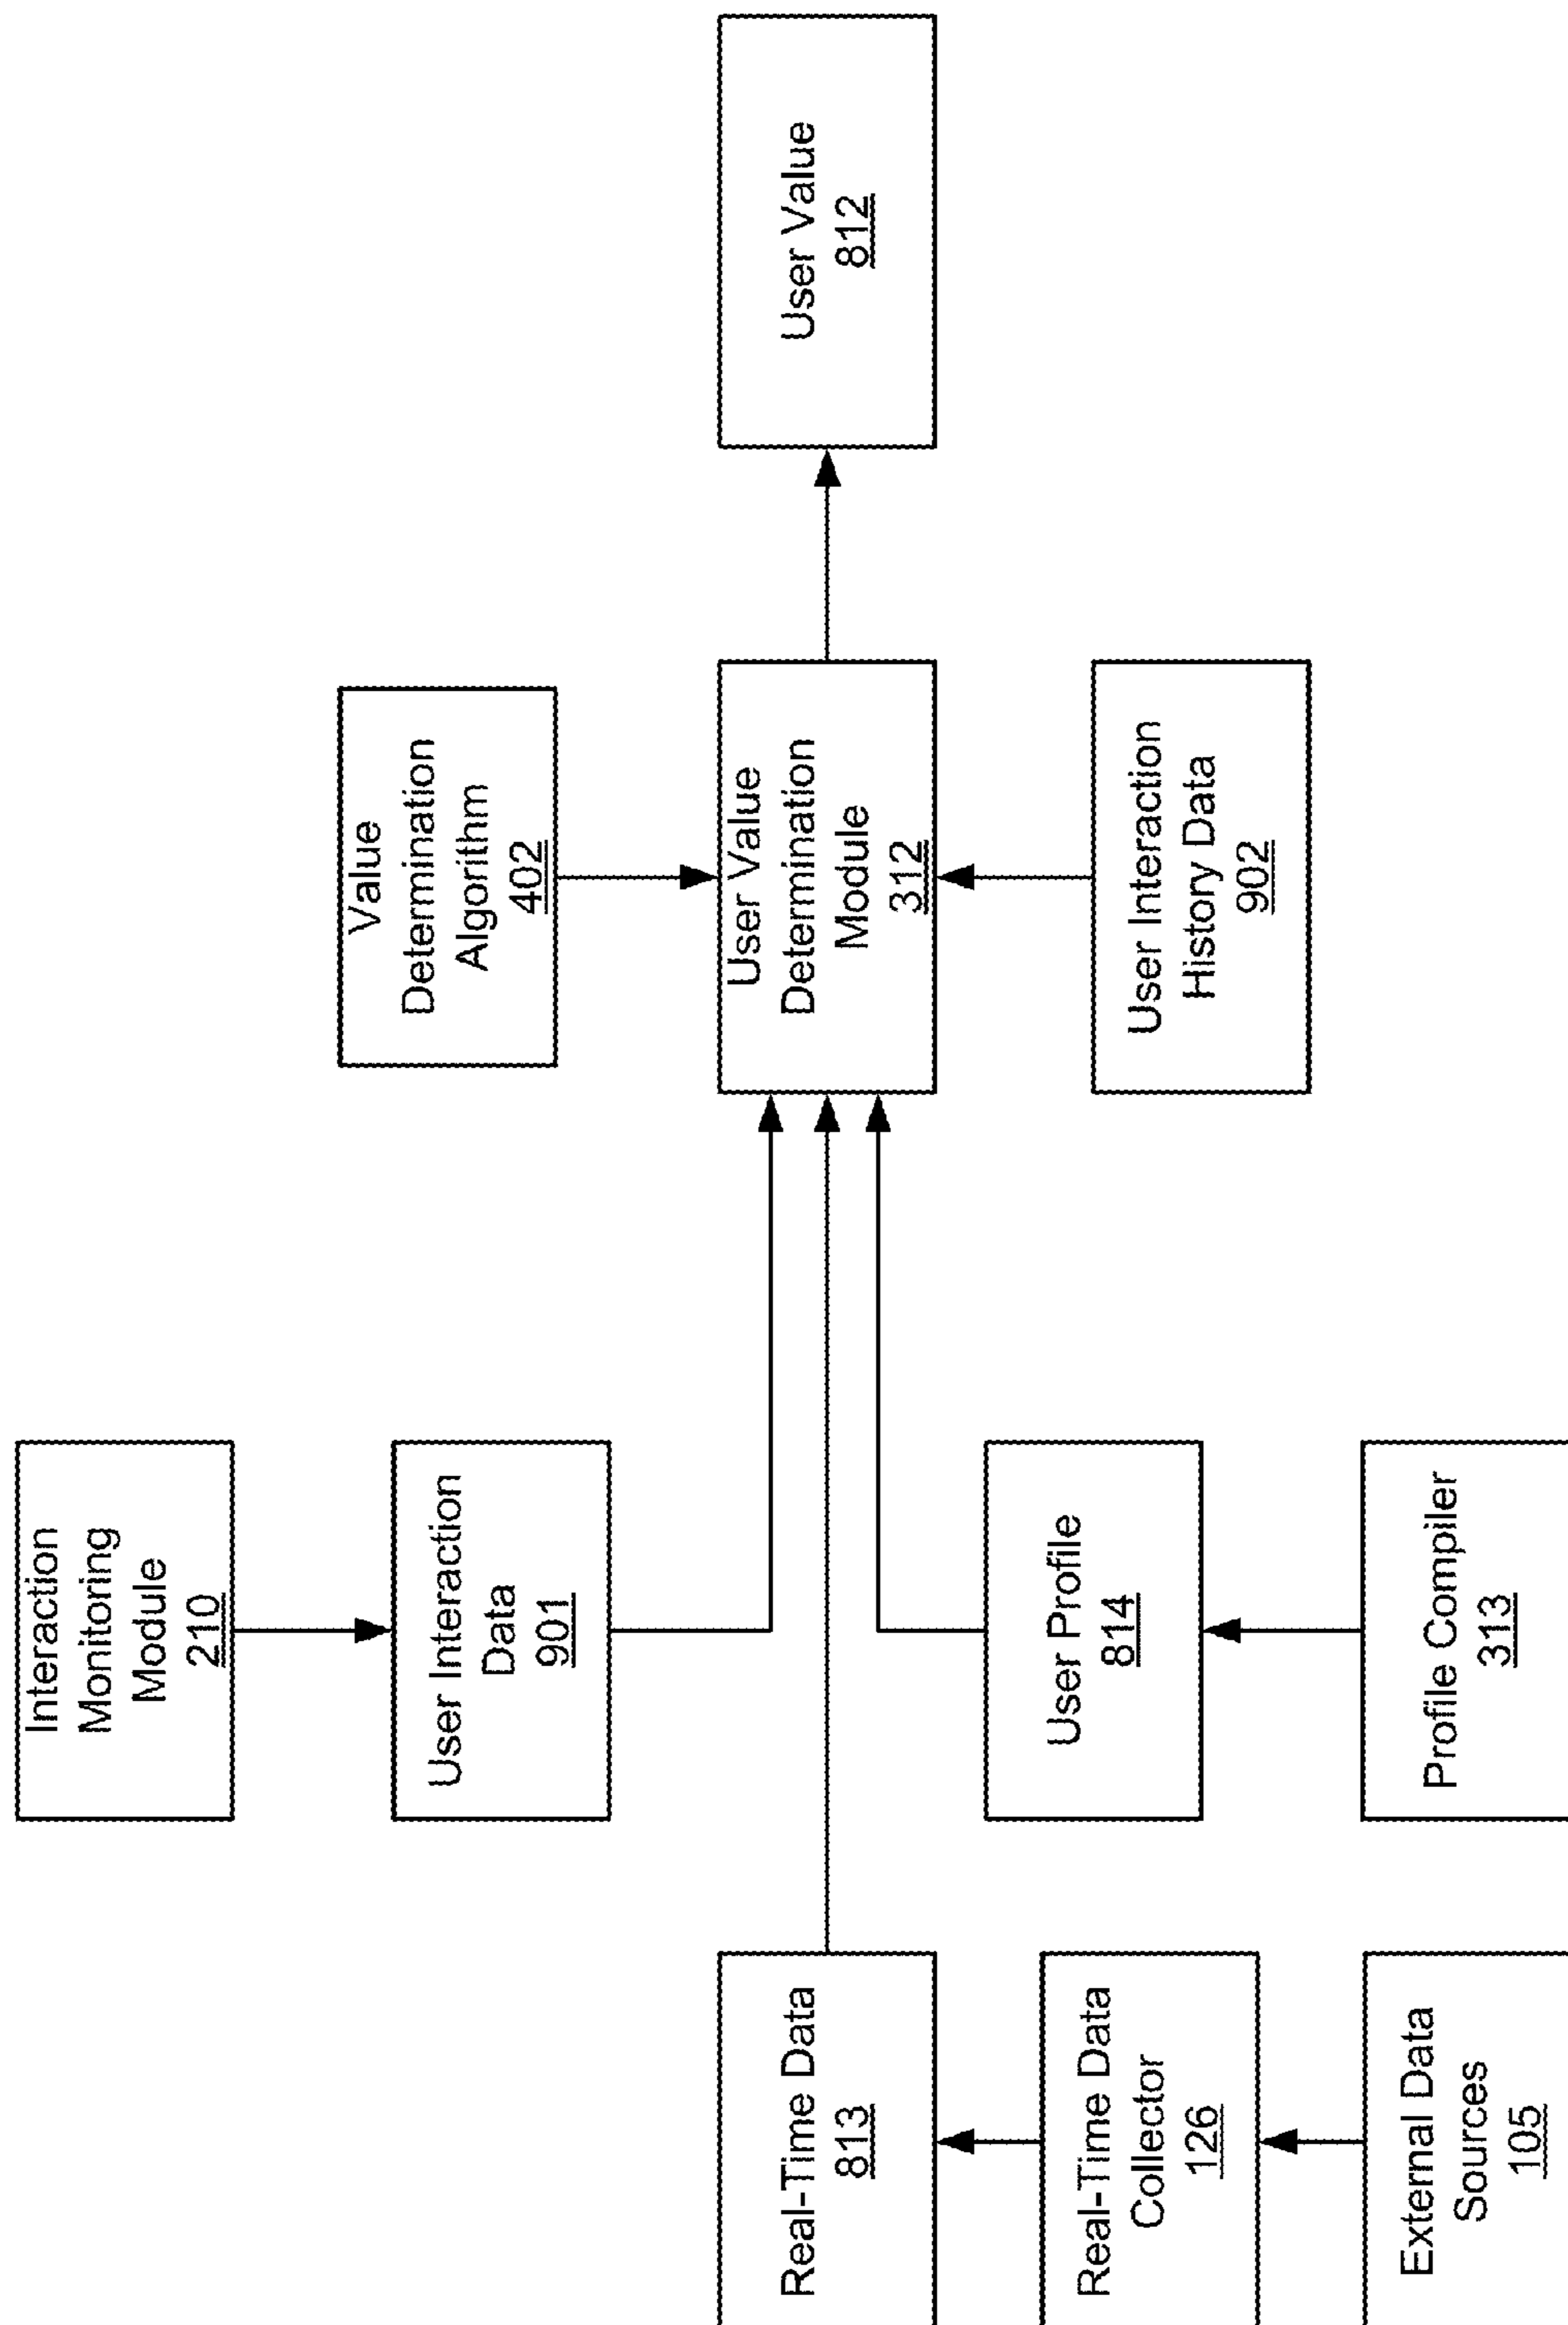 Interaction
Monitoring
Module
210
User Interaction
Data
901
Real-Time Data
813
Real-Time Data
Collector
126
External Data
Sources
105
User Profile
814
Profile Compiler
313
Value
Determination
Algorithm
402
User Value
Determination
Module
312
User Interaction
History Data
902
User Value
812